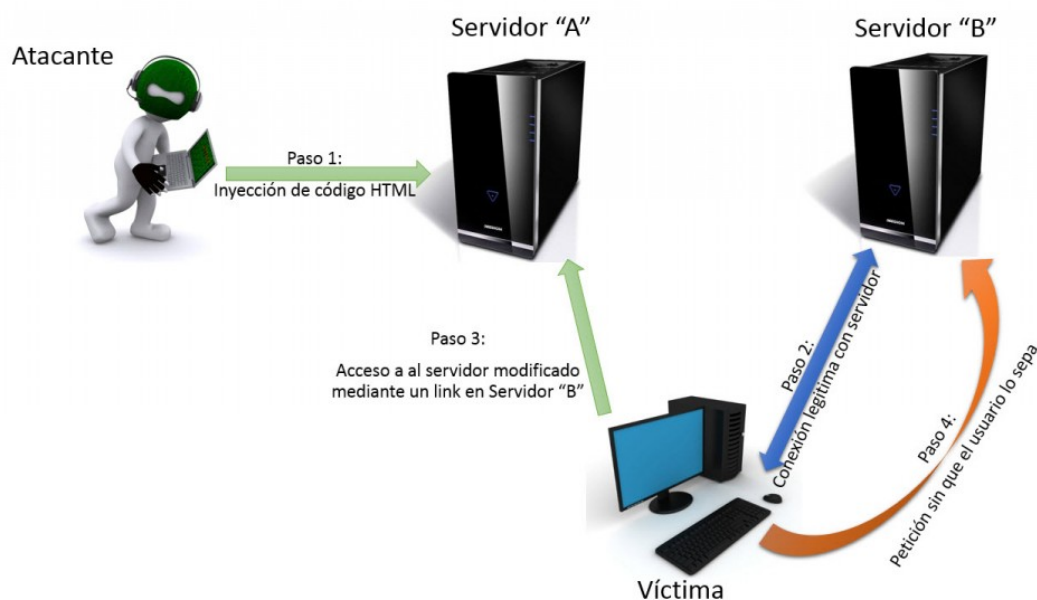 Atacante
Servidor “A”
Servidor “B”
Paso 1:
Inyección de código HTML
Paso 2:
Conexión legitima con servidor
Paso 3:
Acceso a al servidor modificado
mediante un link en Servidor “B”
Paso 4:
Petición sin que el usuario lo sepa
Víctima